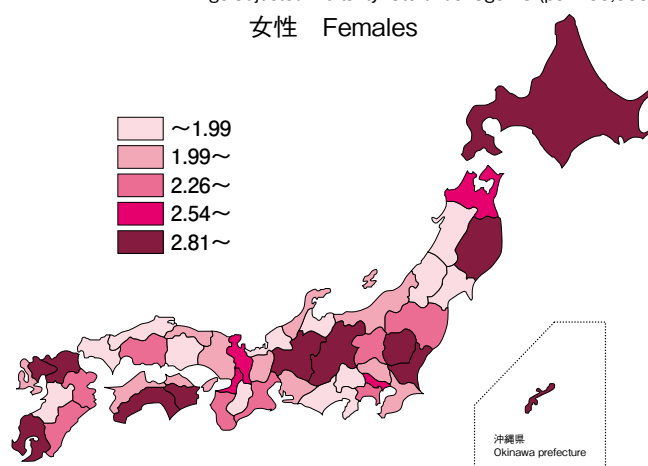 女性　Females
～1.99
1.99～
2.26～
2.54～
2.81～
沖縄県
Okinawa prefecture